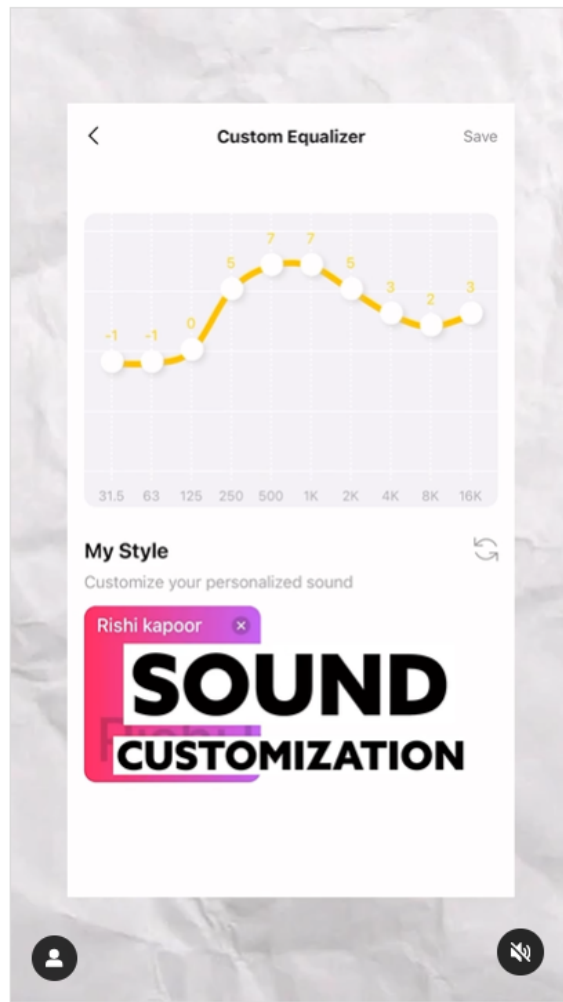 Custom Equalizer Save
7 7
5 5
3 3
2
-1 -1 0
31.5 63 125 250 500 1K 2K 4K 8K 16K
My Style
Customize your personalized sound
Rishi kapoor
SOUND
CUSTOMIZATION